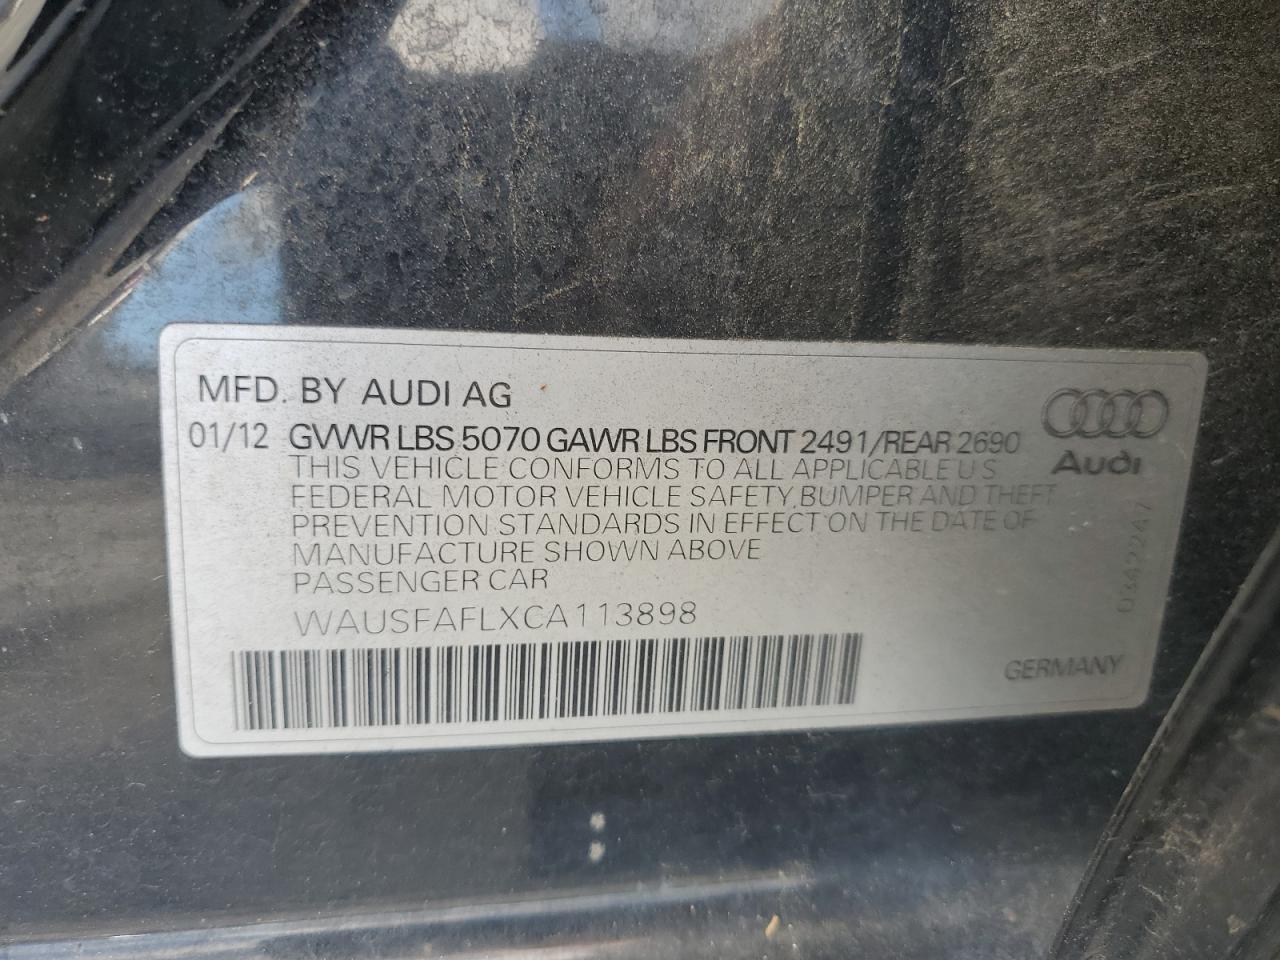 MFD. BY AUDI AG
01/12 GVWR LBS 5070 GAWR LBS FRONT 2491/REAR 2690
THIS VEHICLE CONFORMS TO ALL APPLICABLE U S
FEDERAL MOTOR VEHICLE SAFETY, BUMPER AND THEFT
PREVENTION STANDARDS IN EFFECT ON THE DATE OF
MANUFACTURE SHOWN ABOVE
PASSENGER CAR
WAUSFAFLXCA113898
Audi
0342247
GERMANY